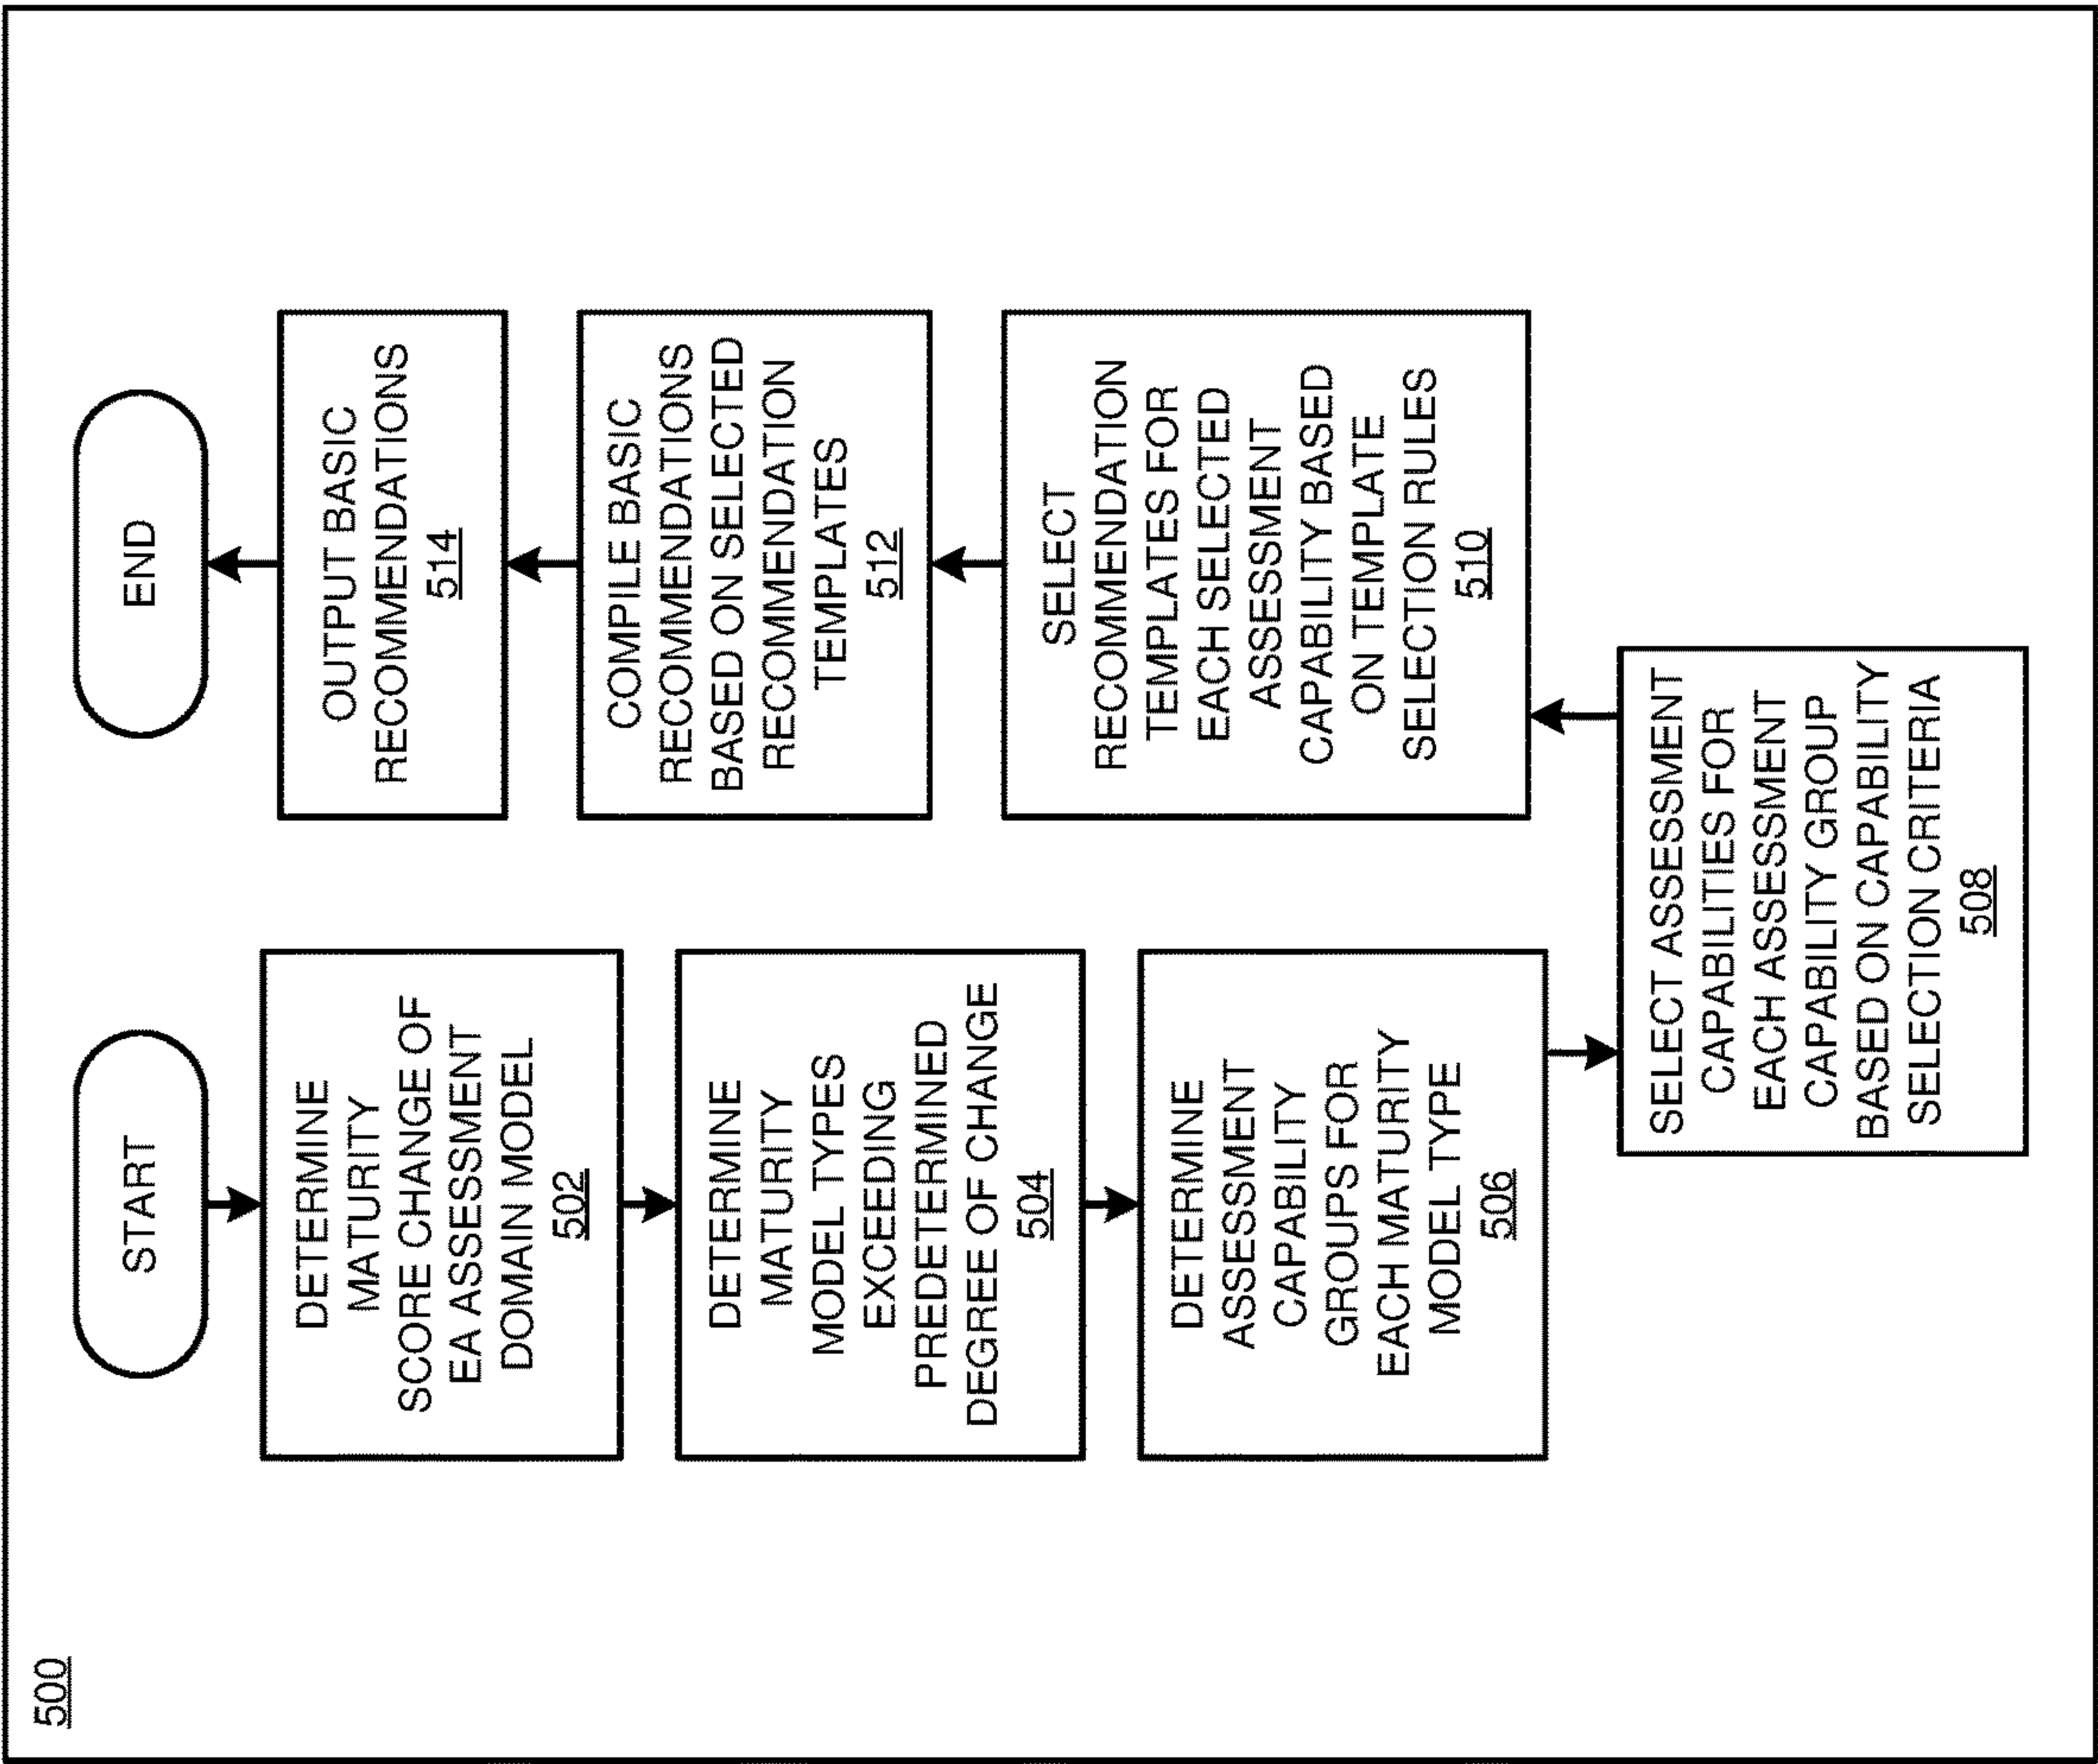 500
START
DETERMINE
MATURITY
SCORE CHANGE OF
EA ASSESSMENT
DOMAIN MODEL
502
DETERMINE
MATURITY
MODEL TYPES
EXCEEDING
PREDETERMINED
DEGREE OF CHANGE
504
DETERMINE
ASSESSMENT
CAPABILITY
GROUPS FOR
EACH MATURITY
MODEL TYPE
506
SELECT ASSESSMENT
CAPABILITIES FOR
EACH ASSESSMENT
CAPABILITY GROUP
BASED ON CAPABILITY
SELECTION CRITERIA
508
SELECT
RECOMMENDATION
TEMPLATES FOR
EACH SELECTED
ASSESSMENT
CAPABILITY BASED
ON TEMPLATE
SELECTION RULES
510
COMPILE BASIC
RECOMMENDATIONS
BASED ON SELECTED
RECOMMENDATION
TEMPLATES
512
OUTPUT BASIC
RECOMMENDATIONS
514
END